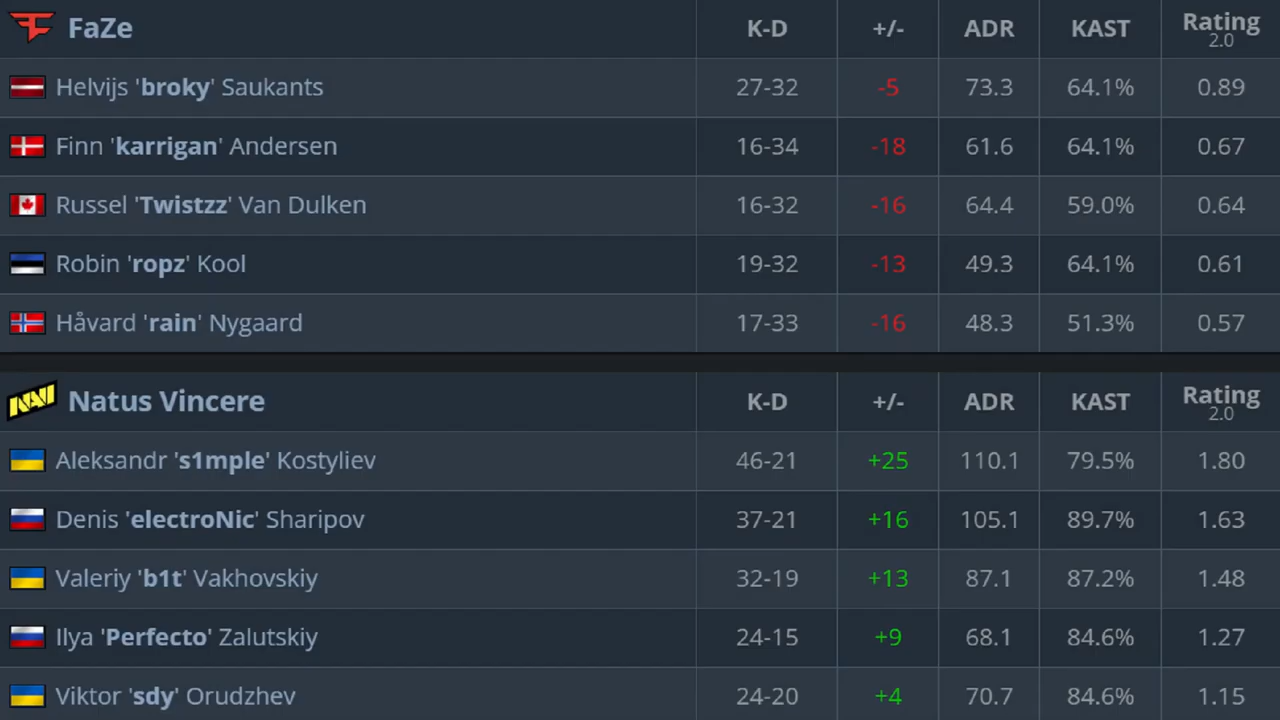 FaZe K-D +/- ADR KAST Rating 2.0
Helvijs 'broky' Saukants 27-32 -5 73.3 64.1% 0.89
Finn 'karrigan' Andersen 16-34 -18 61.6 64.1% 0.67
Russel 'Twistzz' Van Dulken 16-32 -16 64.4 59.0% 0.64
Robin 'ropz' Kool 19-32 -13 49.3 64.1% 0.61
Håvard 'rain' Nygaard 17-33 -16 48.3 51.3% 0.57
NAVI Natus Vincere K-D +/- ADR KAST Rating 2.0
Aleksandr 's1mple' Kostyliev 46-21 +25 110.1 79.5% 1.80
Denis 'electroNic' Sharipov 37-21 +16 105.1 89.7% 1.63
Valeriy 'b1t' Vakhovskiy 32-19 +13 87.1 87.2% 1.48
Ilya 'Perfecto' Zalutskiy 24-15 +9 68.1 84.6% 1.27
Viktor 'sdy' Orudzhev 24-20 +4 70.7 84.6% 1.15